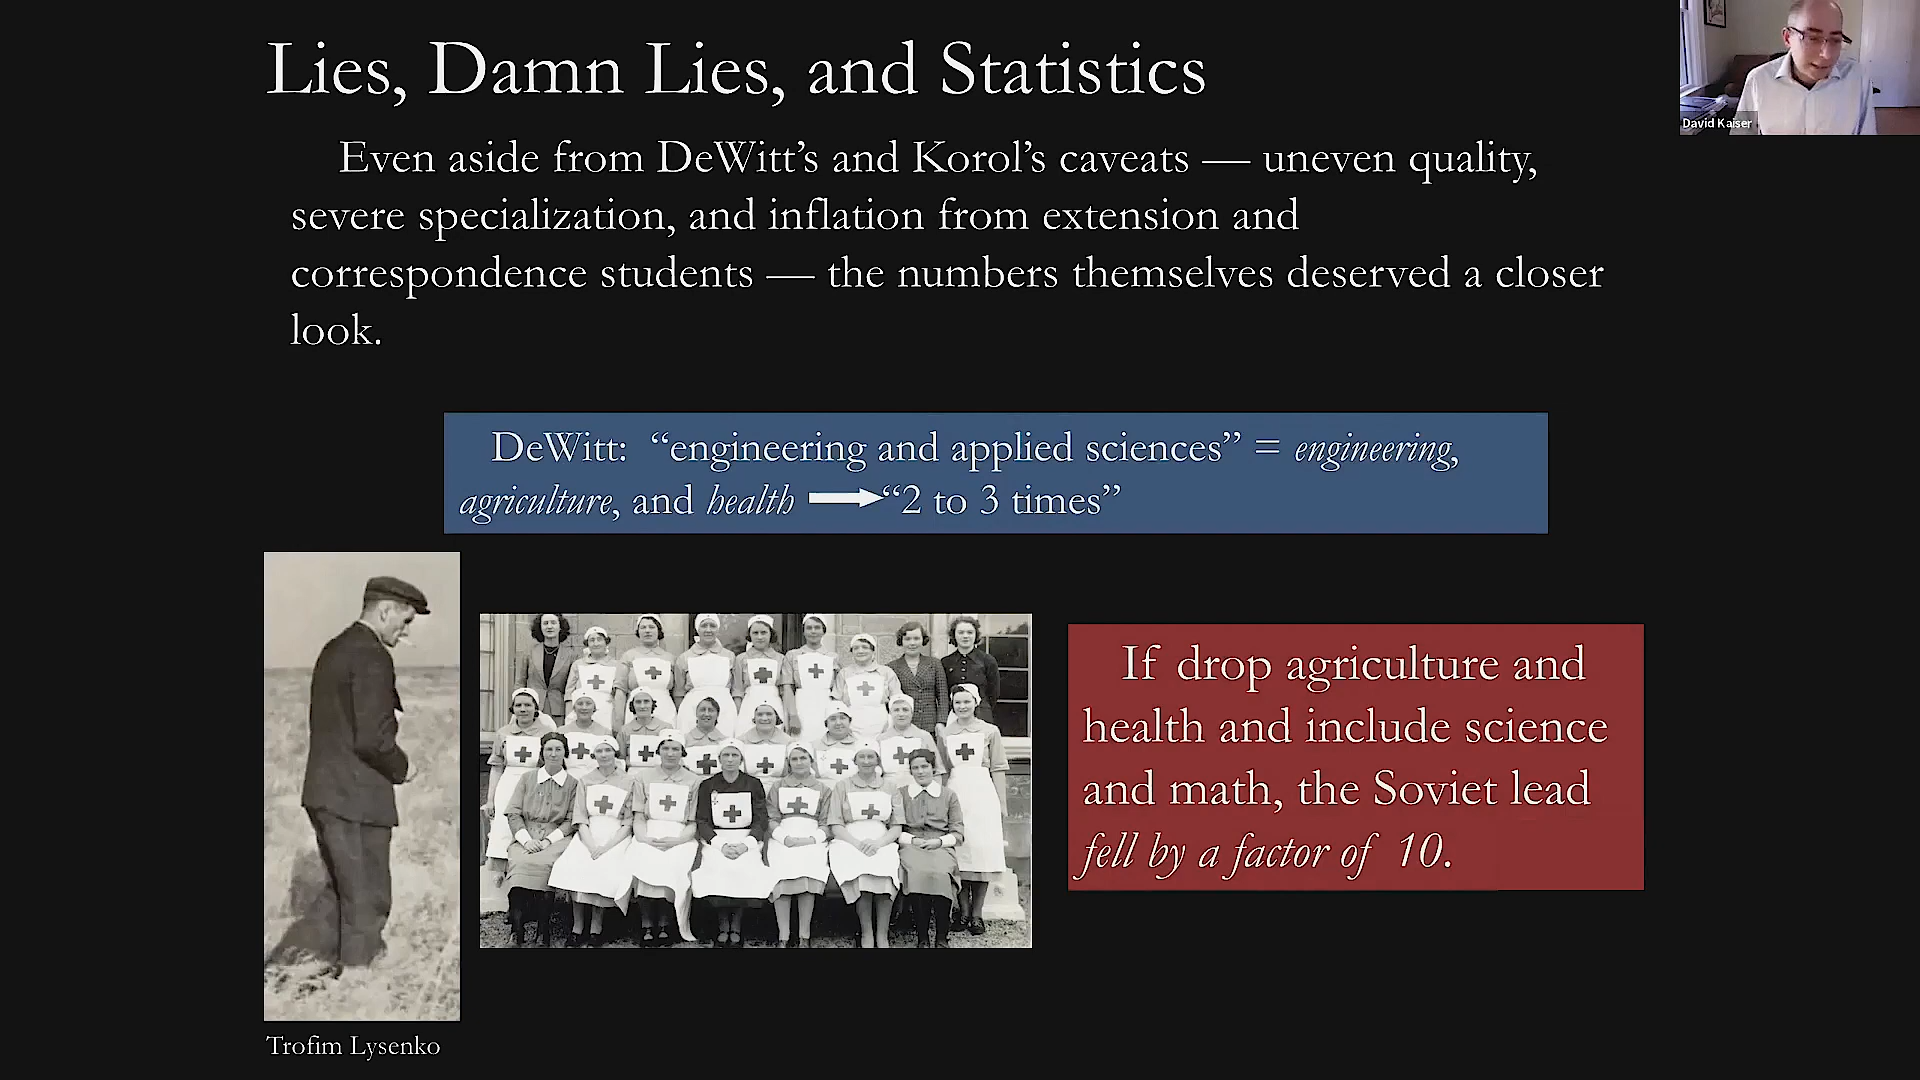 Lies, Damn Lies, and Statistics
David Kaiser
Even aside from DeWitt’s and Korol’s caveats — uneven quality,
severe specialization, and inflation from extension and
correspondence students — the numbers themselves deserved a closer
look.
DeWitt: “engineering and applied sciences” = engineering,
agriculture, and health “2 to 3 times”
If drop agriculture and
health and include science
and math, the Soviet lead
fell by a factor of 10.
Trofim Lysenko